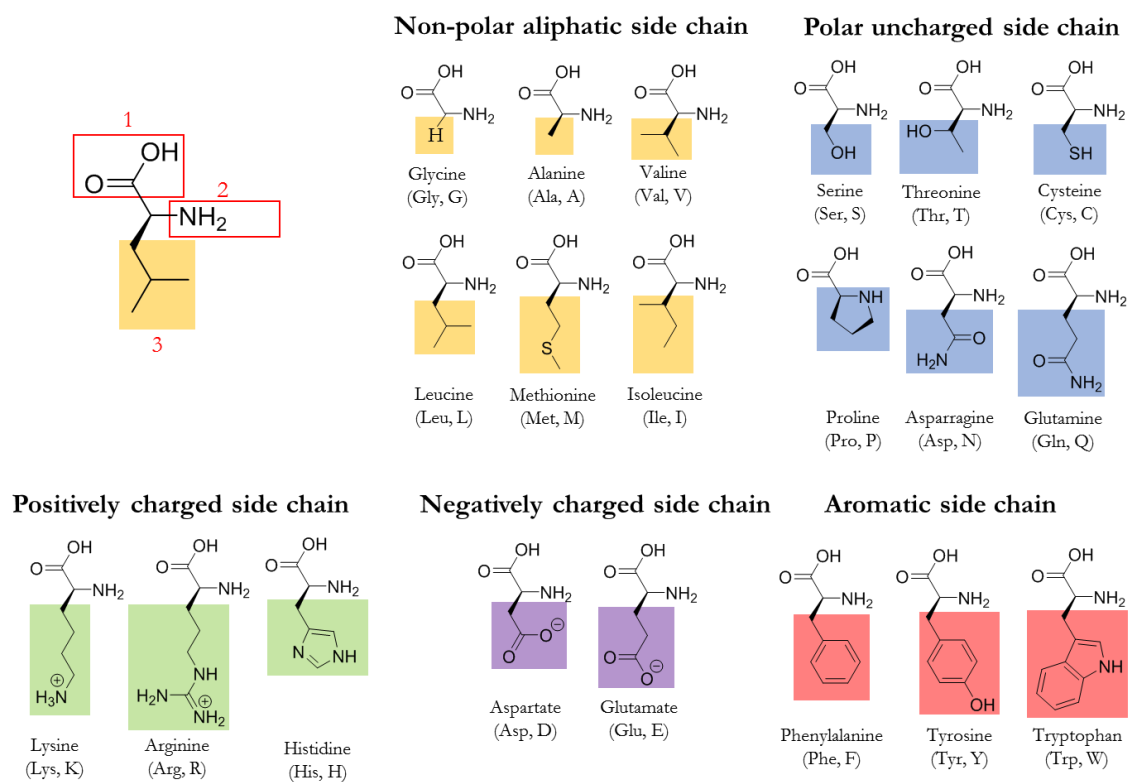 1
OH
O
2
NH2
3
Non-polar aliphatic side chain
OH
O
NH2
H
Glycine
(Gly, G)
OH
O
NH2
Alanine
(Ala, A)
OH
O
NH2
Valine
(Val, V)
OH
O
NH2
Leucine
(Leu, L)
OH
O
NH2
S
Methionine
(Met, M)
OH
O
NH2
Isoleucine
(Ile, I)
Polar uncharged side chain
OH
O
NH2
OH
Serine
(Ser, S)
OH
O
NH2
HO
Threonine
(Thr, T)
OH
O
NH2
SH
Cysteine
(Cys, C)
OH
O
NH
Proline
(Pro, P)
OH
O
NH2
O
H2N
Asparragine
(Asp, N)
OH
O
NH2
O
NH2
Glutamine
(Gln, Q)
Positively charged side chain
OH
O
NH2
⊕
H3N
Lysine
(Lys, K)
OH
O
NH2
NH
H2N
⊕
NH2
Arginine
(Arg, R)
OH
O
NH2
N
NH
Histidine
(His, H)
Negatively charged side chain
OH
O
NH2
O⊖
O
Aspartate
(Asp, D)
OH
O
NH2
O
⊖
O
Glutamate
(Glu, E)
Aromatic side chain
OH
O
NH2
Phenylalanine
(Phe, F)
OH
O
NH2
OH
Tyrosine
(Tyr, Y)
OH
O
NH2
NH
Tryptophan
(Trp, W)